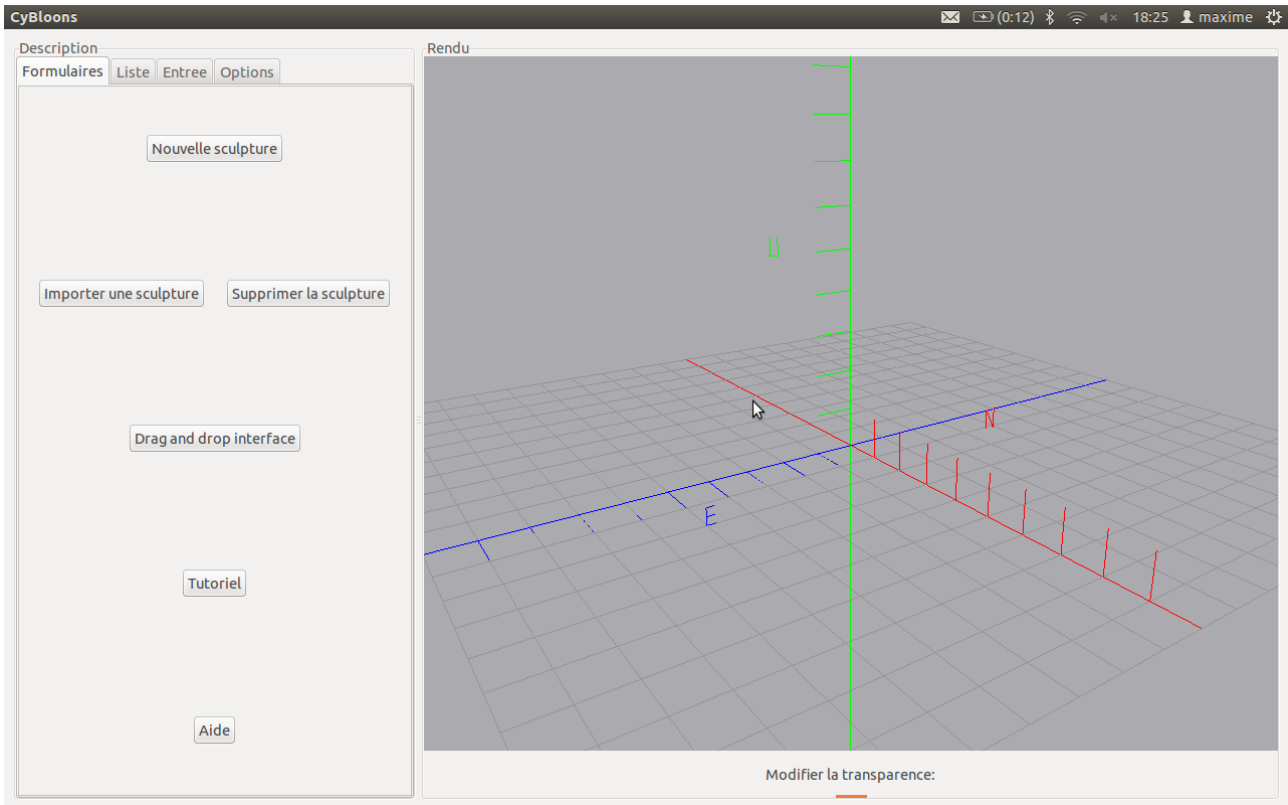 CyBloons (0:12) 18:25 maxime
Description
Rendu
Formulaires Liste Entree Options
Nouvelle sculpture
U
Importer une sculpture Supprimer la sculpture
N
Drag and drop interface
E
Tutoriel
Aide
Modifier la transparence: